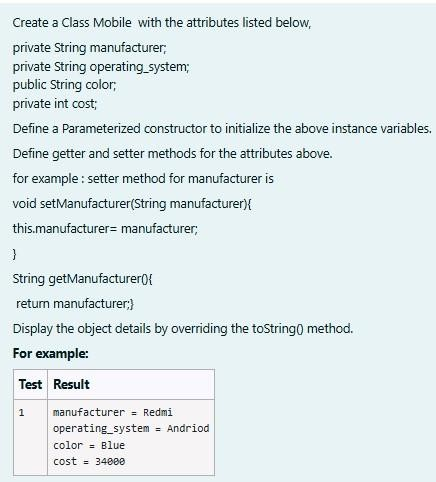 Create a Class Mobile with the attributes listed below,
private String manufacturer;
private String operating_system;
public String color;
private int cost;
Define a Parameterized constructor to initialize the above instance variables.
Define getter and setter methods for the attributes above.
for example : setter method for manufacturer is
void setManufacturer(String manufacturer){
this.manufacturer= manufacturer;
}
String getManufacturer(){
return manufacturer;}
Display the object details by overriding the toString() method.
For example:
Test Result
1 manufacturer = Redmi
operating_system = Andriod
color = Blue
cost = 34000